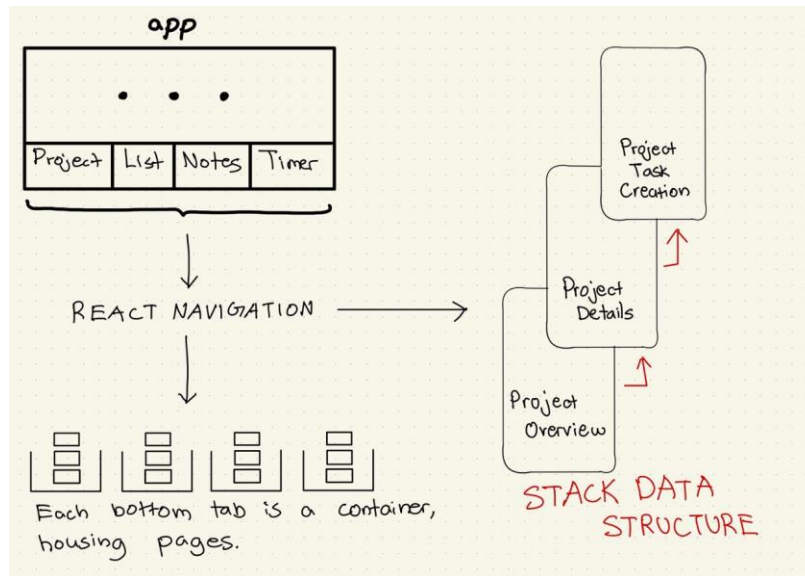 app
Project List Notes Timer
REACT NAVIGATION
Each bottom tab is a container,
housing pages.
Project
Task
Creation
Project
Details
Project
Overview
STACK DATA
STRUCTURE